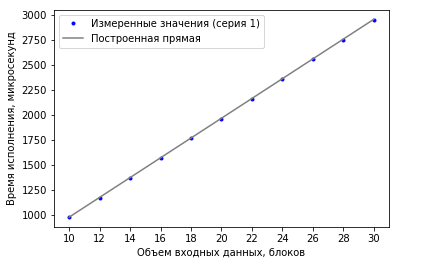 Время исполнения, микросекунд
3000
2750
2500
2250
2000
1750
1500
1250
1000
Измеренные значения (серия 1)
Построенная прямая
10 12 14 16 18 20 22 24 26 28 30
Объем входных данных, блоков